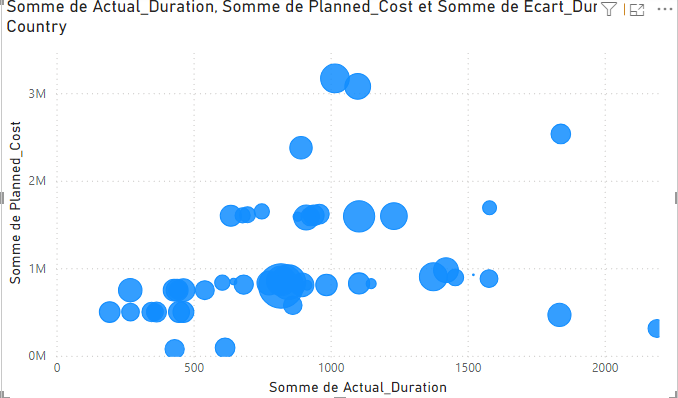 Somme de Actual_Duration, Somme de Planned_Cost et Somme de Ecart_Dur
Country
3M
2M
1M
0M
Somme de Planned_Cost
0
500
1000
1500
2000
Somme de Actual_Duration